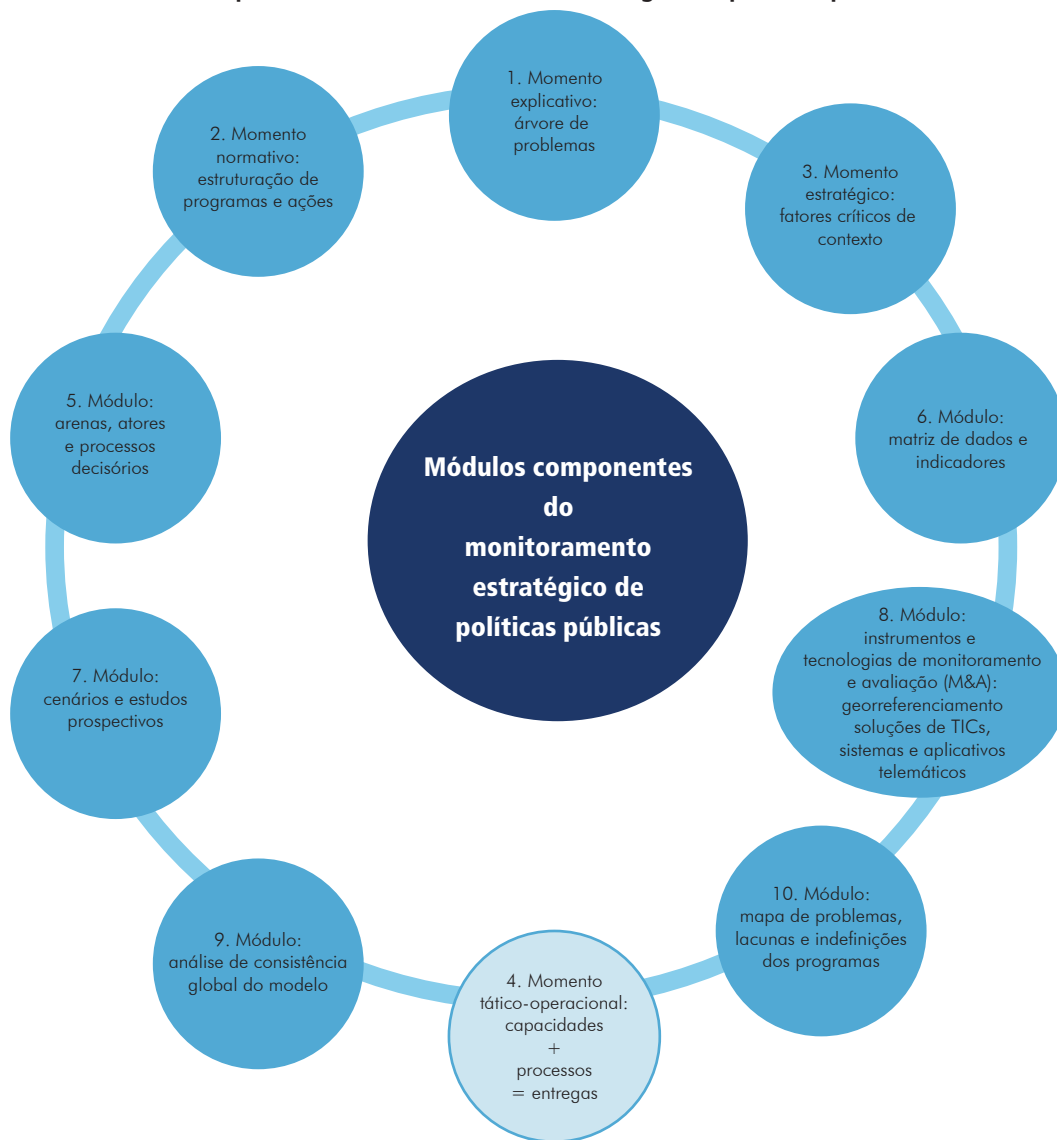 1. Momento
explicativo:
árvore de
problemas
2. Momento
normativo:
estruturação de
programas e ações
3. Momento
estratégico:
fatores críticos de
contexto
5. Módulo:
arenas, atores
e processos
decisórios
6. Módulo:
matriz de dados e
indicadores
Módulos componentes
do
monitoramento
estratégico de
políticas públicas
7. Módulo:
cenários e estudos
prospectivos
8. Módulo:
instrumentos e
tecnologias de monitoramento
e avaliação (M&A):
georreferenciamento
soluções de TICs,
sistemas e aplicativos
telemáticos
9. Módulo:
análise de consistência
global do modelo
10. Módulo:
mapa de problemas,
lacunas e indefinições
dos programas
4. Momento
tático-operacional:
capacidades
+
processos
= entregas